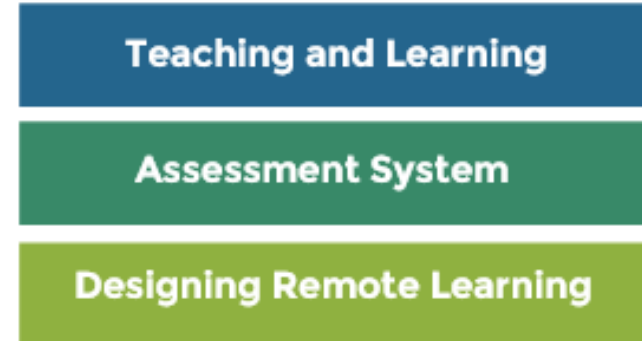 Teaching and Learning
Assessment System
Designing Remote Learning